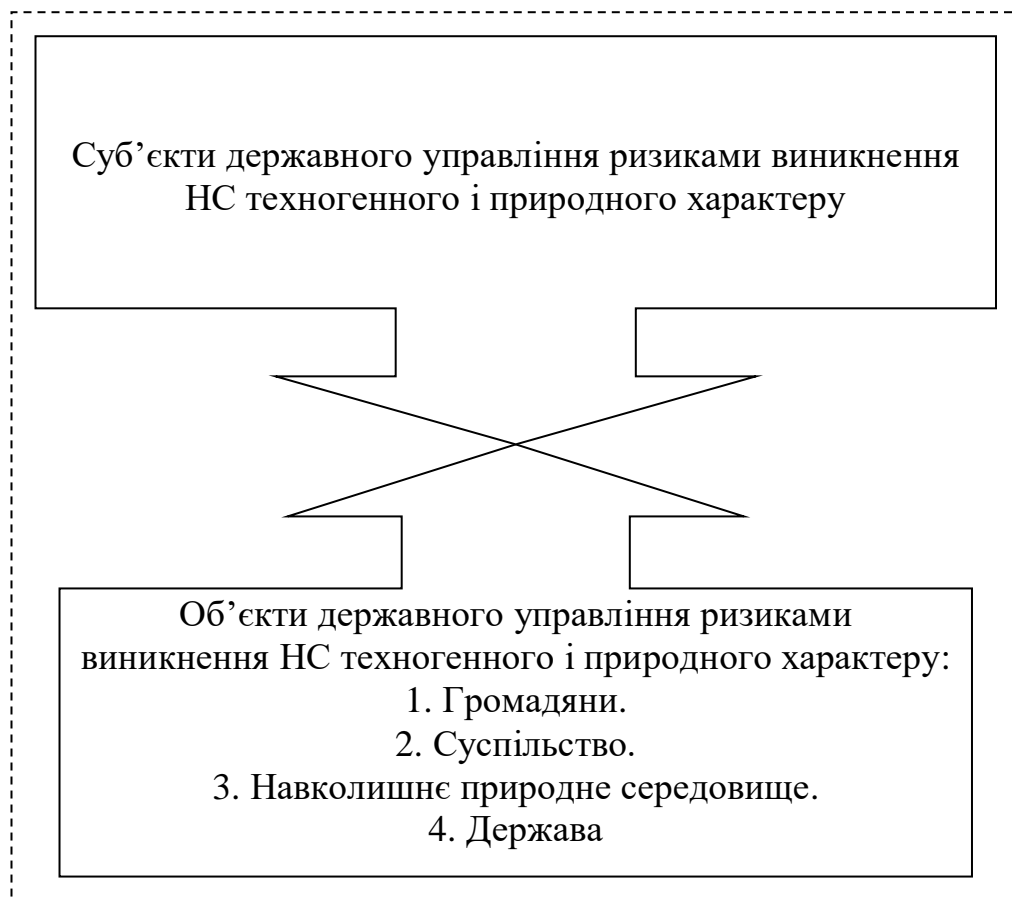 Суб’єкти державного управління ризиками виникнення
НС техногенного і природного характеру
Об’єкти державного управління ризиками
виникнення НС техногенного і природного характеру:
1. Громадяни.
2. Суспільство.
3. Навколишнє природне середовище.
4. Держава